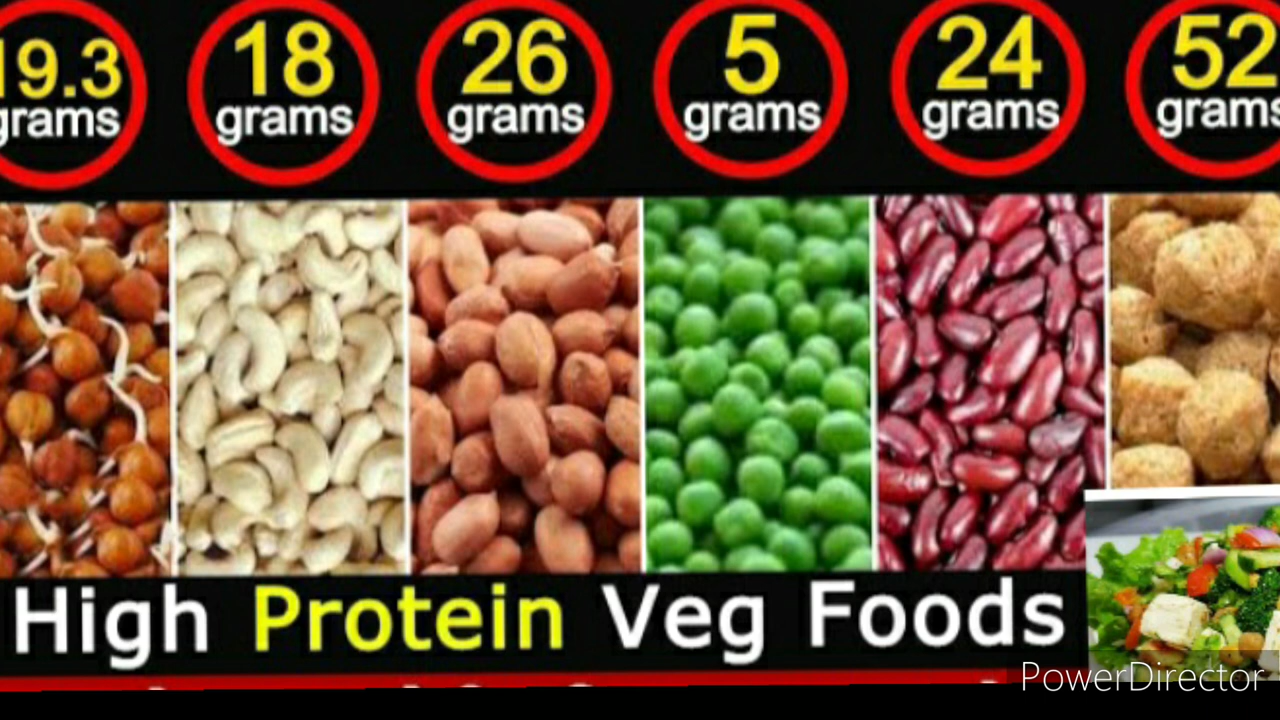 19.3
grams
18
grams
26
grams
5
grams
24
grams
52
grams
High Protein Veg Foods
PowerDirector